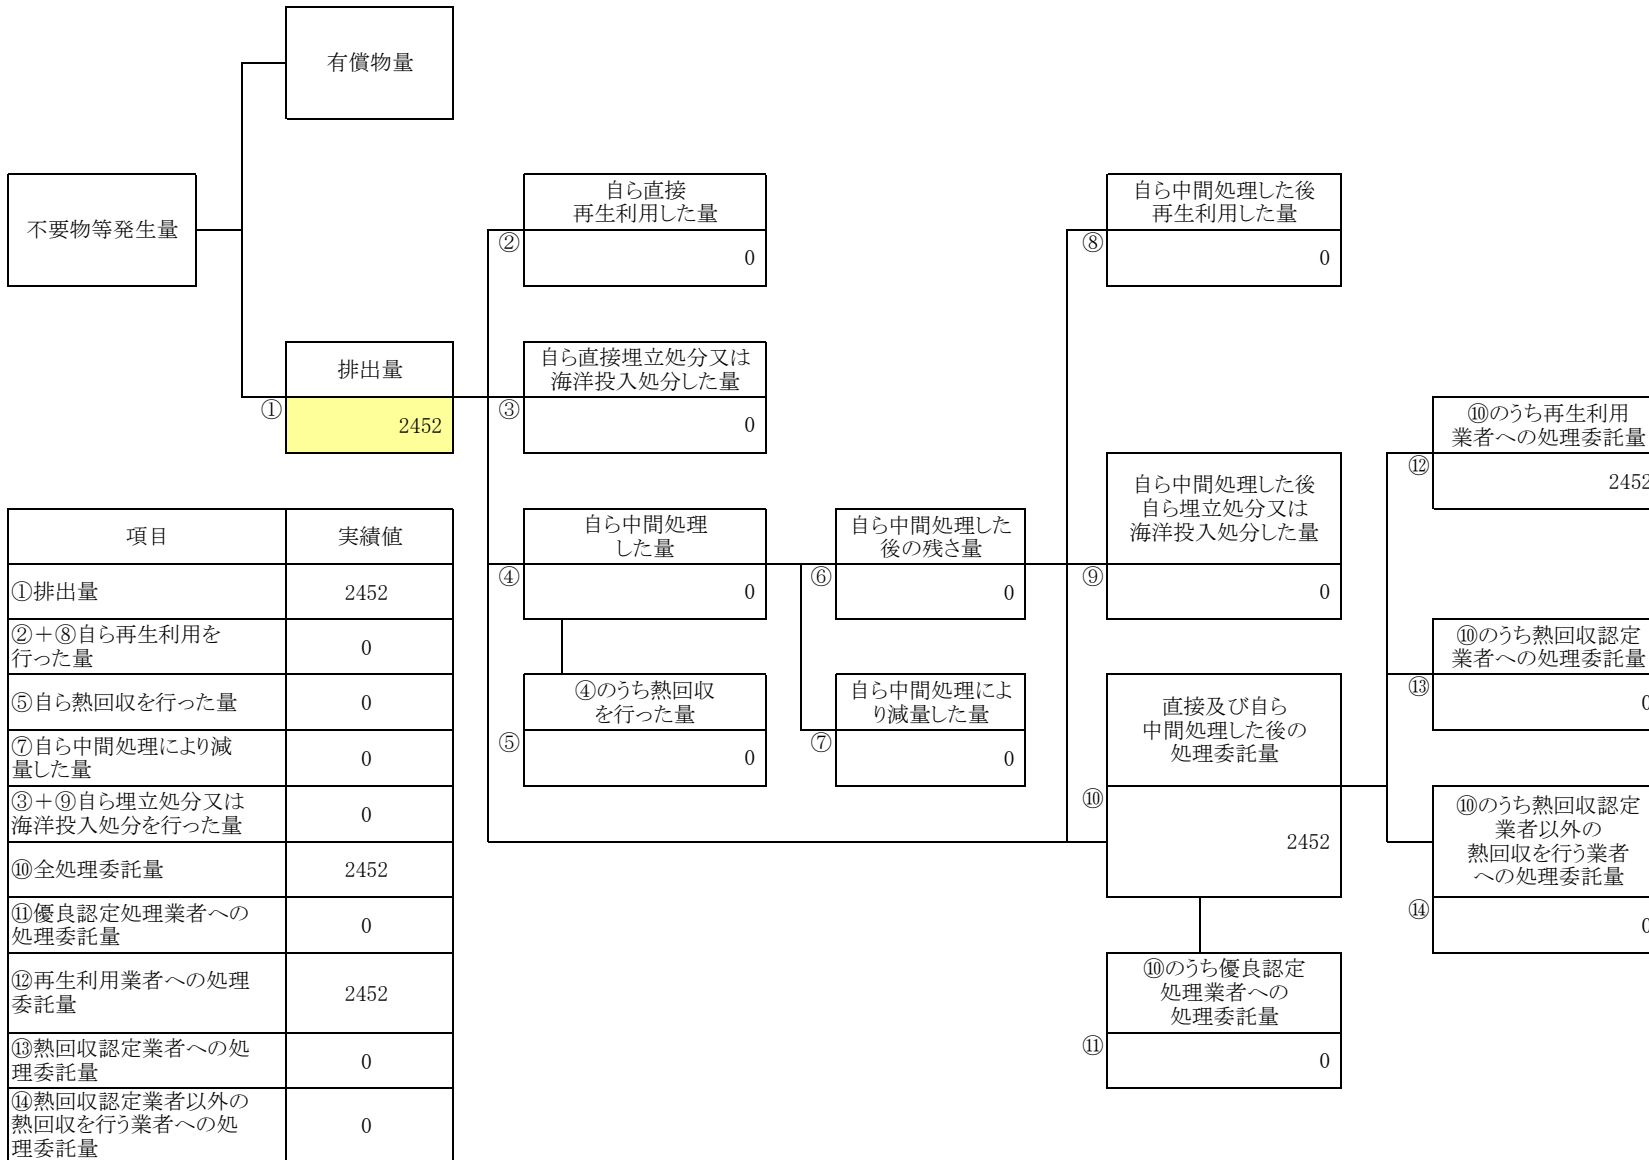 有償物量
不要物等発生量
排出量
①
2452
自ら直接
再生利用した量
②
0
自ら直接埋立処分又は
海洋投入処分した量
③
0
自ら中間処理
した量
④
0
④のうち熱回収
を行った量
⑤
0
自ら中間処理した
後の残さ量
⑥
0
自ら中間処理によ
り減量した量
⑦
0
自ら中間処理した後
再生利用した量
⑧
0
自ら中間処理した後
自ら埋立処分又は
海洋投入処分した量
⑨
0
直接及び自ら
中間処理した後の
処理委託量
⑩
2452
⑩のうち優良認定
処理業者への
処理委託量
⑪
0
⑩のうち再生利用
業者への処理委託量
⑫
2452
⑩のうち熱回収認定
業者への処理委託量
⑬
0
⑩のうち熱回収認定
業者以外の
熱回収を行う業者
への処理委託量
⑭
0
項目 実績値
①排出量 2452
②+⑧自ら再生利用を
行った量 0
⑤自ら熱回収を行った量 0
⑦自ら中間処理により減
量した量 0
③+⑨自ら埋立処分又は
海洋投入処分を行った量 0
⑩全処理委託量 2452
⑪優良認定処理業者への
処理委託量 0
⑫再生利用業者への処理
委託量 2452
⑬熱回収認定業者への処
理委託量 0
⑭熱回収認定業者以外の
熱回収を行う業者への処
理委託量 0